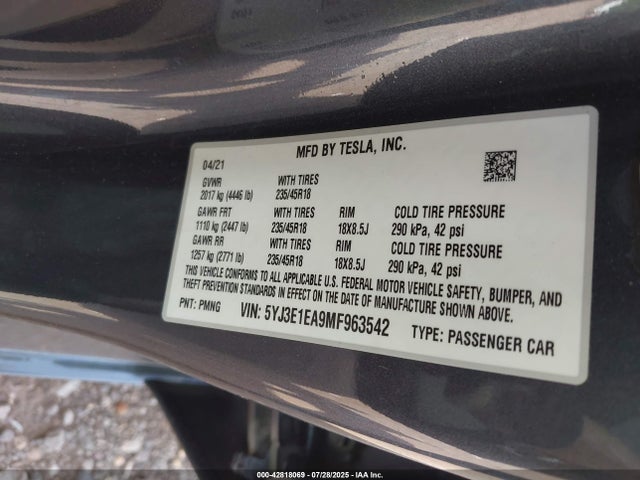 MFD BY TESLA, INC.
04/21
GVWR WITH TIRES
2017 kg (4446 lb) 235/45R18
GAWR FRT WITH TIRES RIM COLD TIRE PRESSURE
1110 kg (2447 lb) 235/45R18 18X8.5J 290 kPa, 42 psi
GAWR RR WITH TIRES RIM COLD TIRE PRESSURE
1257 kg (2771 lb) 235/45R18 18X8.5J 290 kPa, 42 psi
THIS VEHICLE CONFORMS TO ALL APPLICABLE U.S. FEDERAL MOTOR VEHICLE SAFETY, BUMPER, AND
THEFT PREVENTION STANDARDS IN EFFECT ON THE DATE OF MANUFACTURE SHOWN ABOVE.
PNT: PMNG VIN: 5YJ3E1EA9MF963542 TYPE: PASSENGER CAR
000-42818069 - 07/28/2025 - IAA Inc.